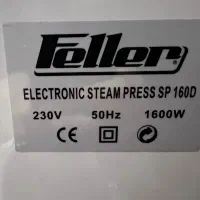 Feller
ELECTRONIC STEAM PRESS SP 160D
230V 50Hz 1600W
CE